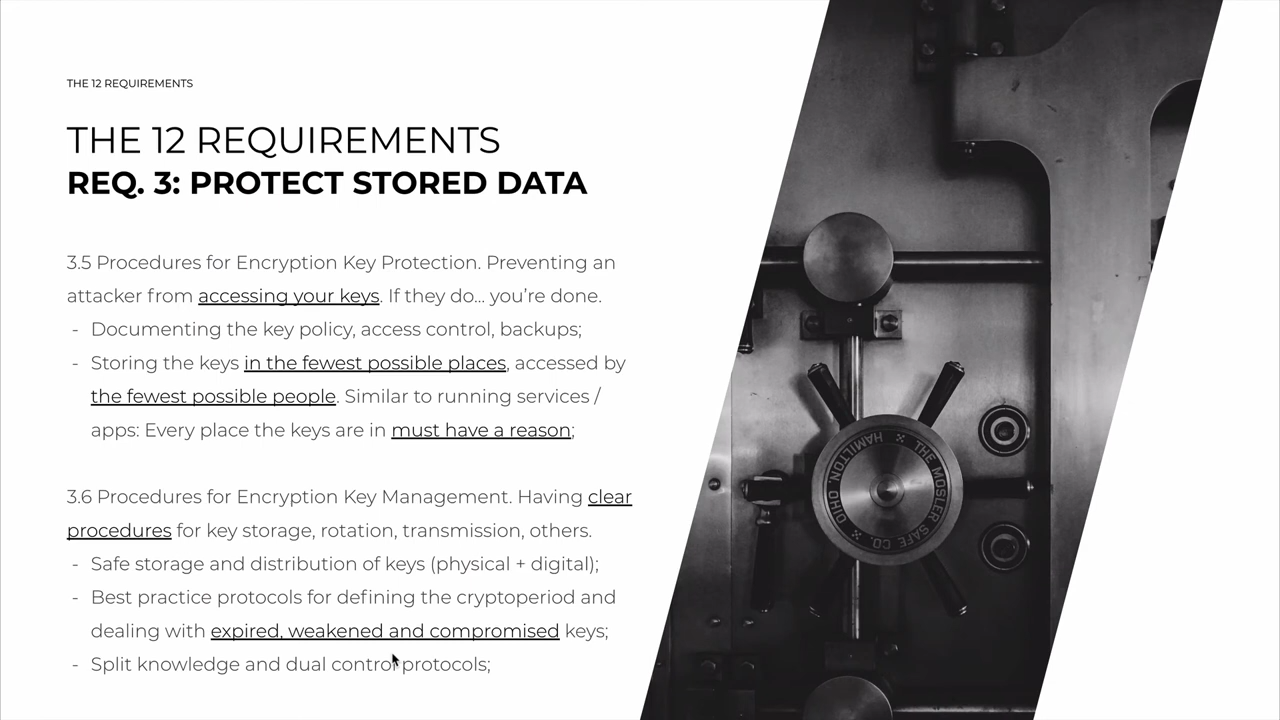 THE 12 REQUIREMENTS
THE 12 REQUIREMENTS
REQ. 3: PROTECT STORED DATA
3.5 Procedures for Encryption Key Protection. Preventing an
attacker from accessing your keys. If they do... you’re done.
- Documenting the key policy, access control, backups;
- Storing the keys in the fewest possible places, accessed by
the fewest possible people. Similar to running services /
apps: Every place the keys are in must have a reason;
3.6 Procedures for Encryption Key Management. Having clear
procedures for key storage, rotation, transmission, others.
- Safe storage and distribution of keys (physical + digital);
- Best practice protocols for defining the cryptoperiod and
dealing with expired, weakened and compromised keys;
- Split knowledge and dual control protocols;
THE MOSLER SAFE CO.
HAMILTON, OHIO